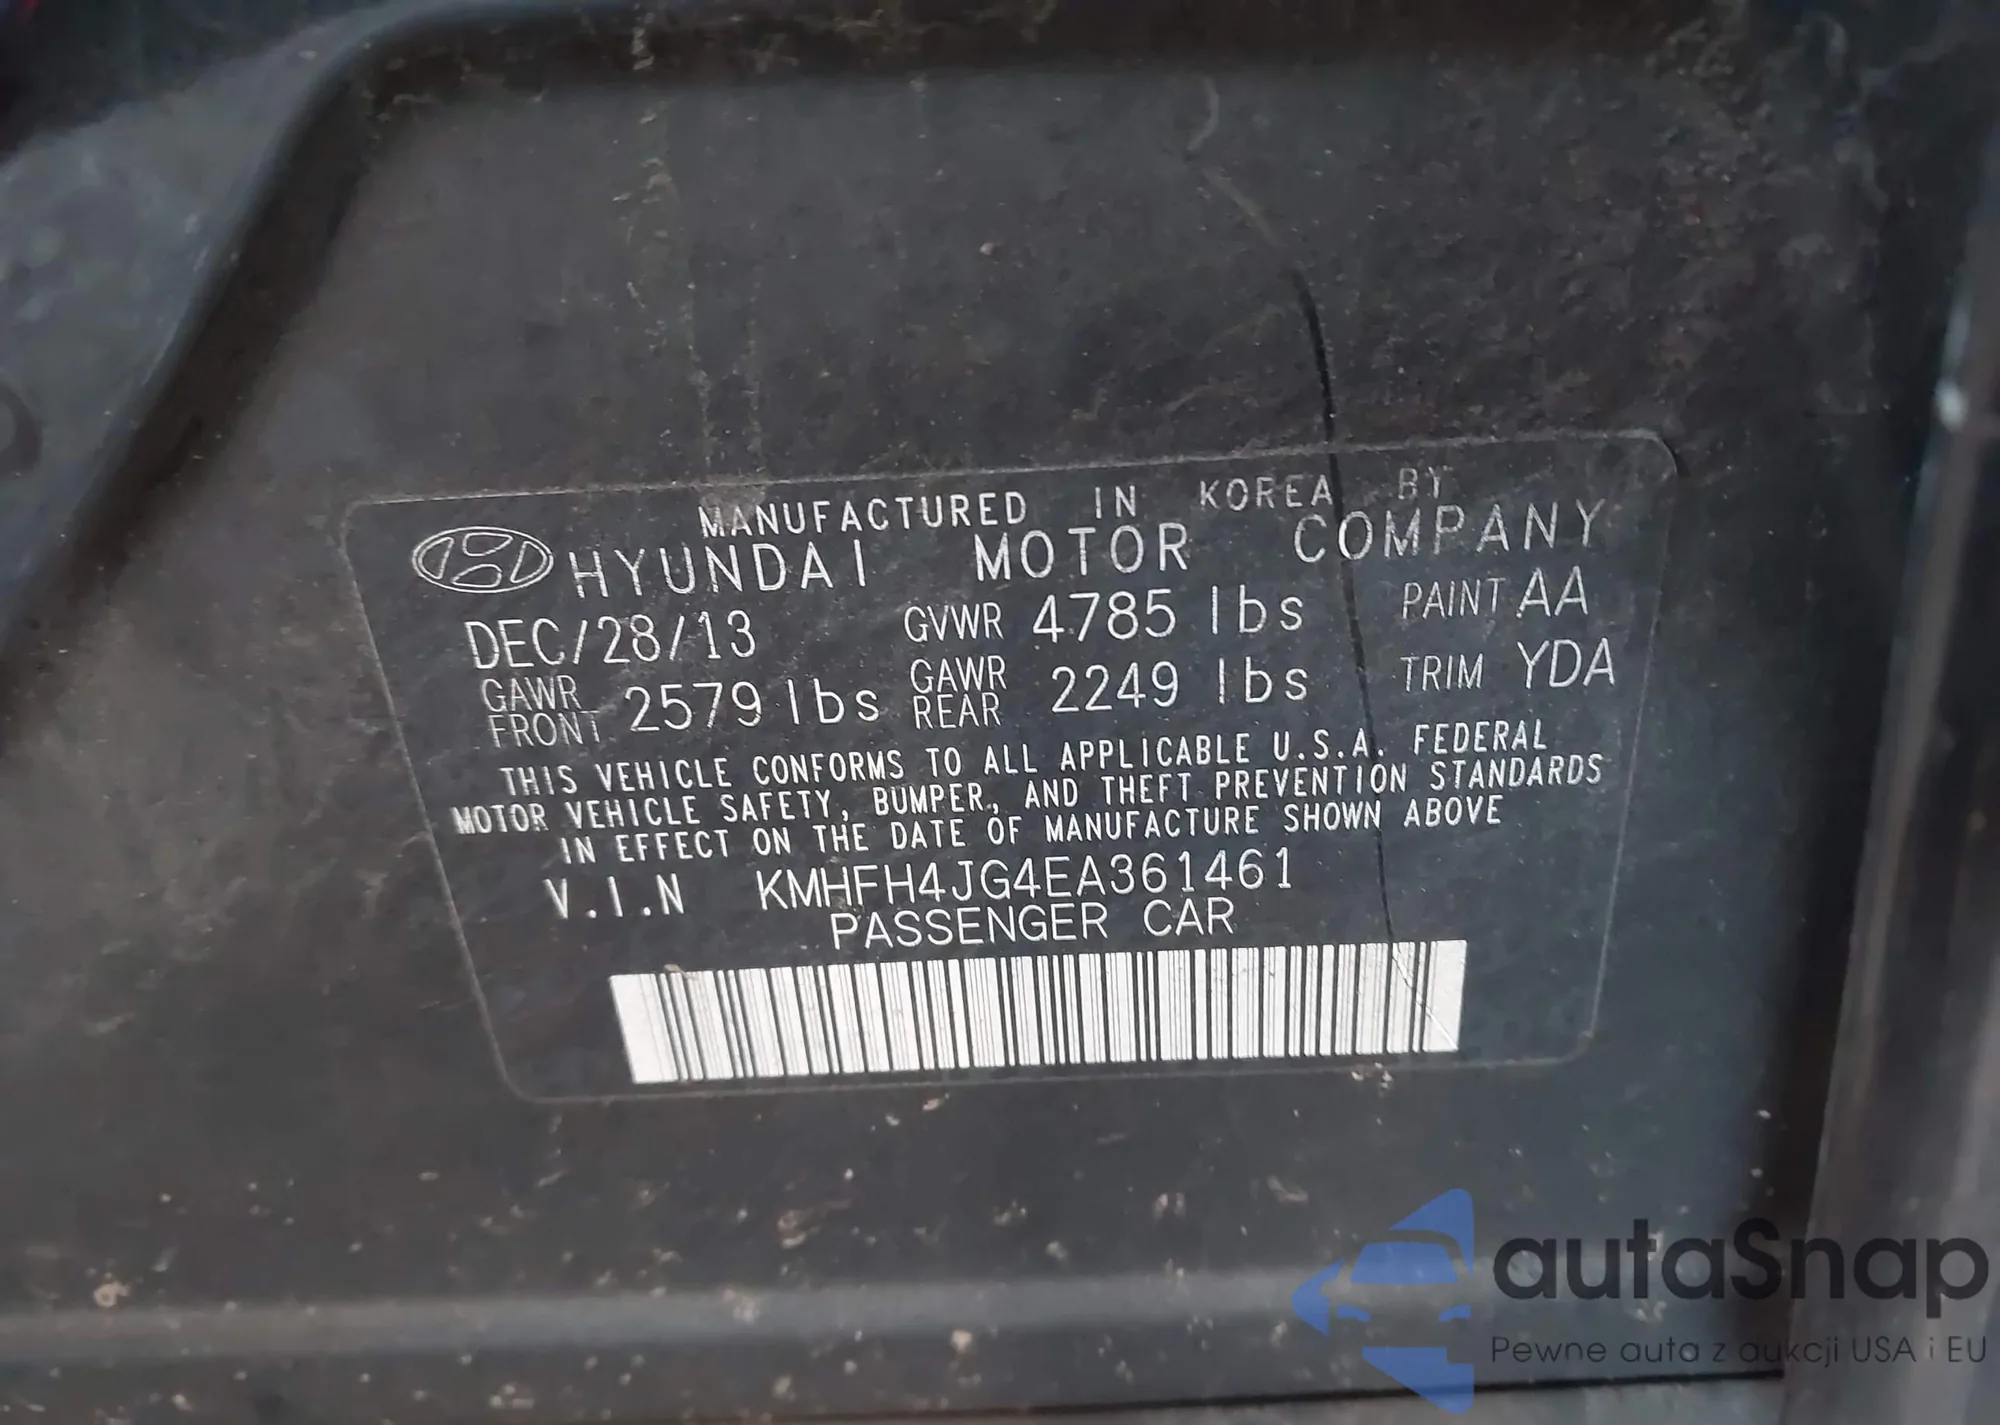 MANUFACTURED IN KOREA BY
HYUNDAI MOTOR COMPANY
DEC/28/13 GVWR 4785 lbs PAINT AA
GAWR FRONT 2579 lbs GAWR REAR 2249 lbs TRIM YDA
THIS VEHICLE CONFORMS TO ALL APPLICABLE U.S.A. FEDERAL
MOTOR VEHICLE SAFETY, BUMPER, AND THEFT PREVENTION STANDARDS
IN EFFECT ON THE DATE OF MANUFACTURE SHOWN ABOVE
V.I.N KMHFH4JG4EA361461
PASSENGER CAR
autaSnap
Pewne auta z aukcji USA i EU